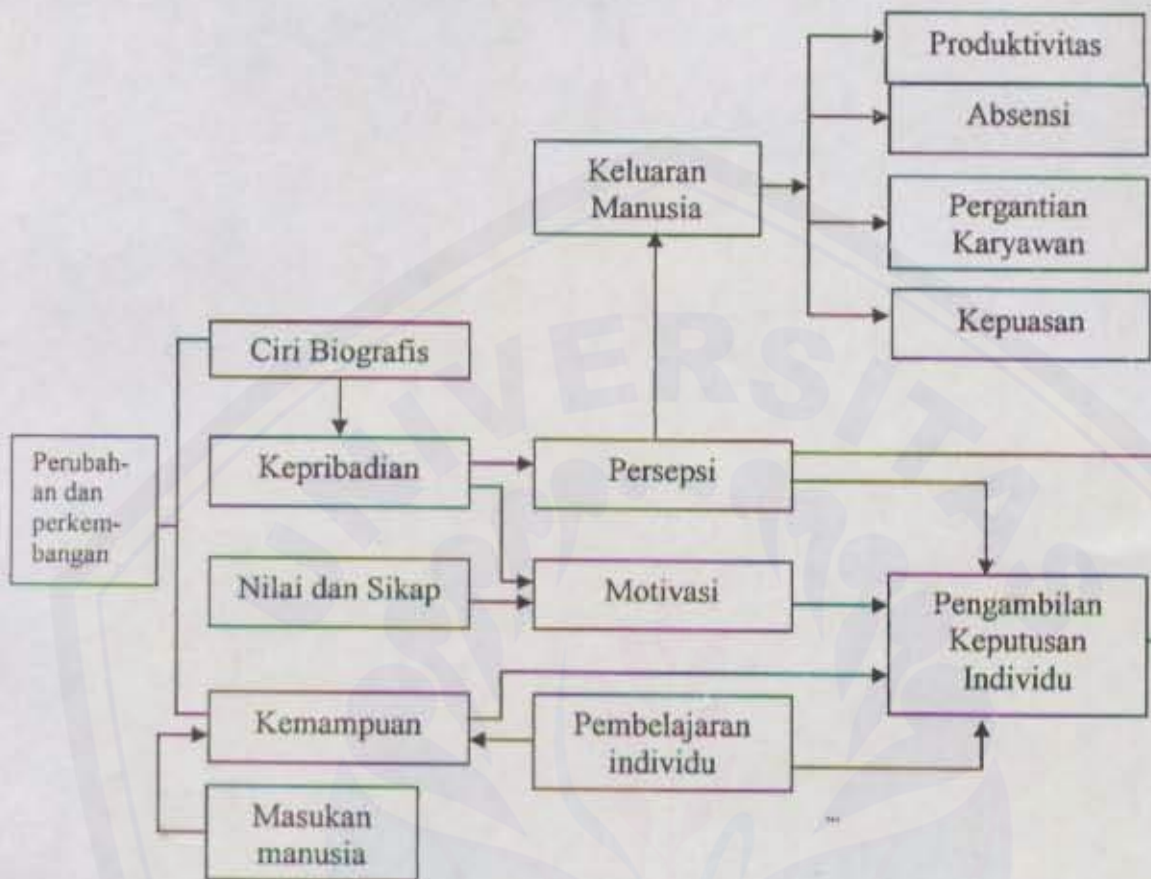 Produktivitas
Absensi
Keluaran
Manusia
Pergantian
Karyawan
Kepuasan
Ciri Biografis
Perubah-
an dan
perkem-
bangan
Kepribadian
Persepsi
Nilai dan Sikap
Motivasi
Pengambilan
Keputusan
Individu
Kemampuan
Pembelajaran
individu
Masukan
manusia
UNIVERSITAS